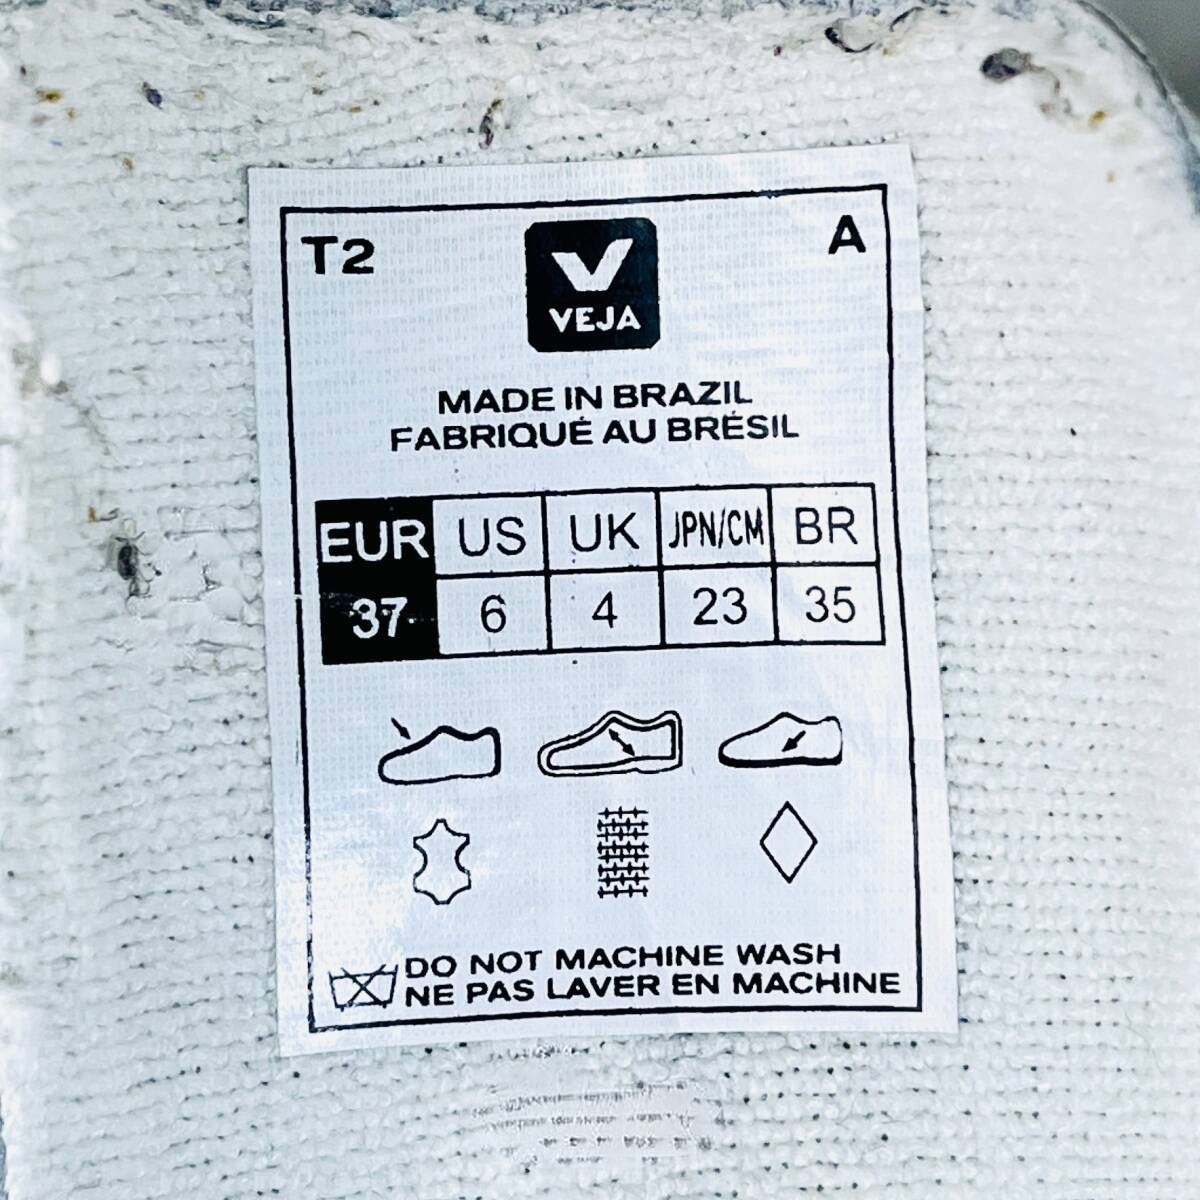 T2
A
VEJA
MADE IN BRAZIL
FABRIQUÉ AU BRÉSIL
EUR US UK JPN/CM BR
37 6 4 23 35
DO NOT MACHINE WASH
NE PAS LAVER EN MACHINE